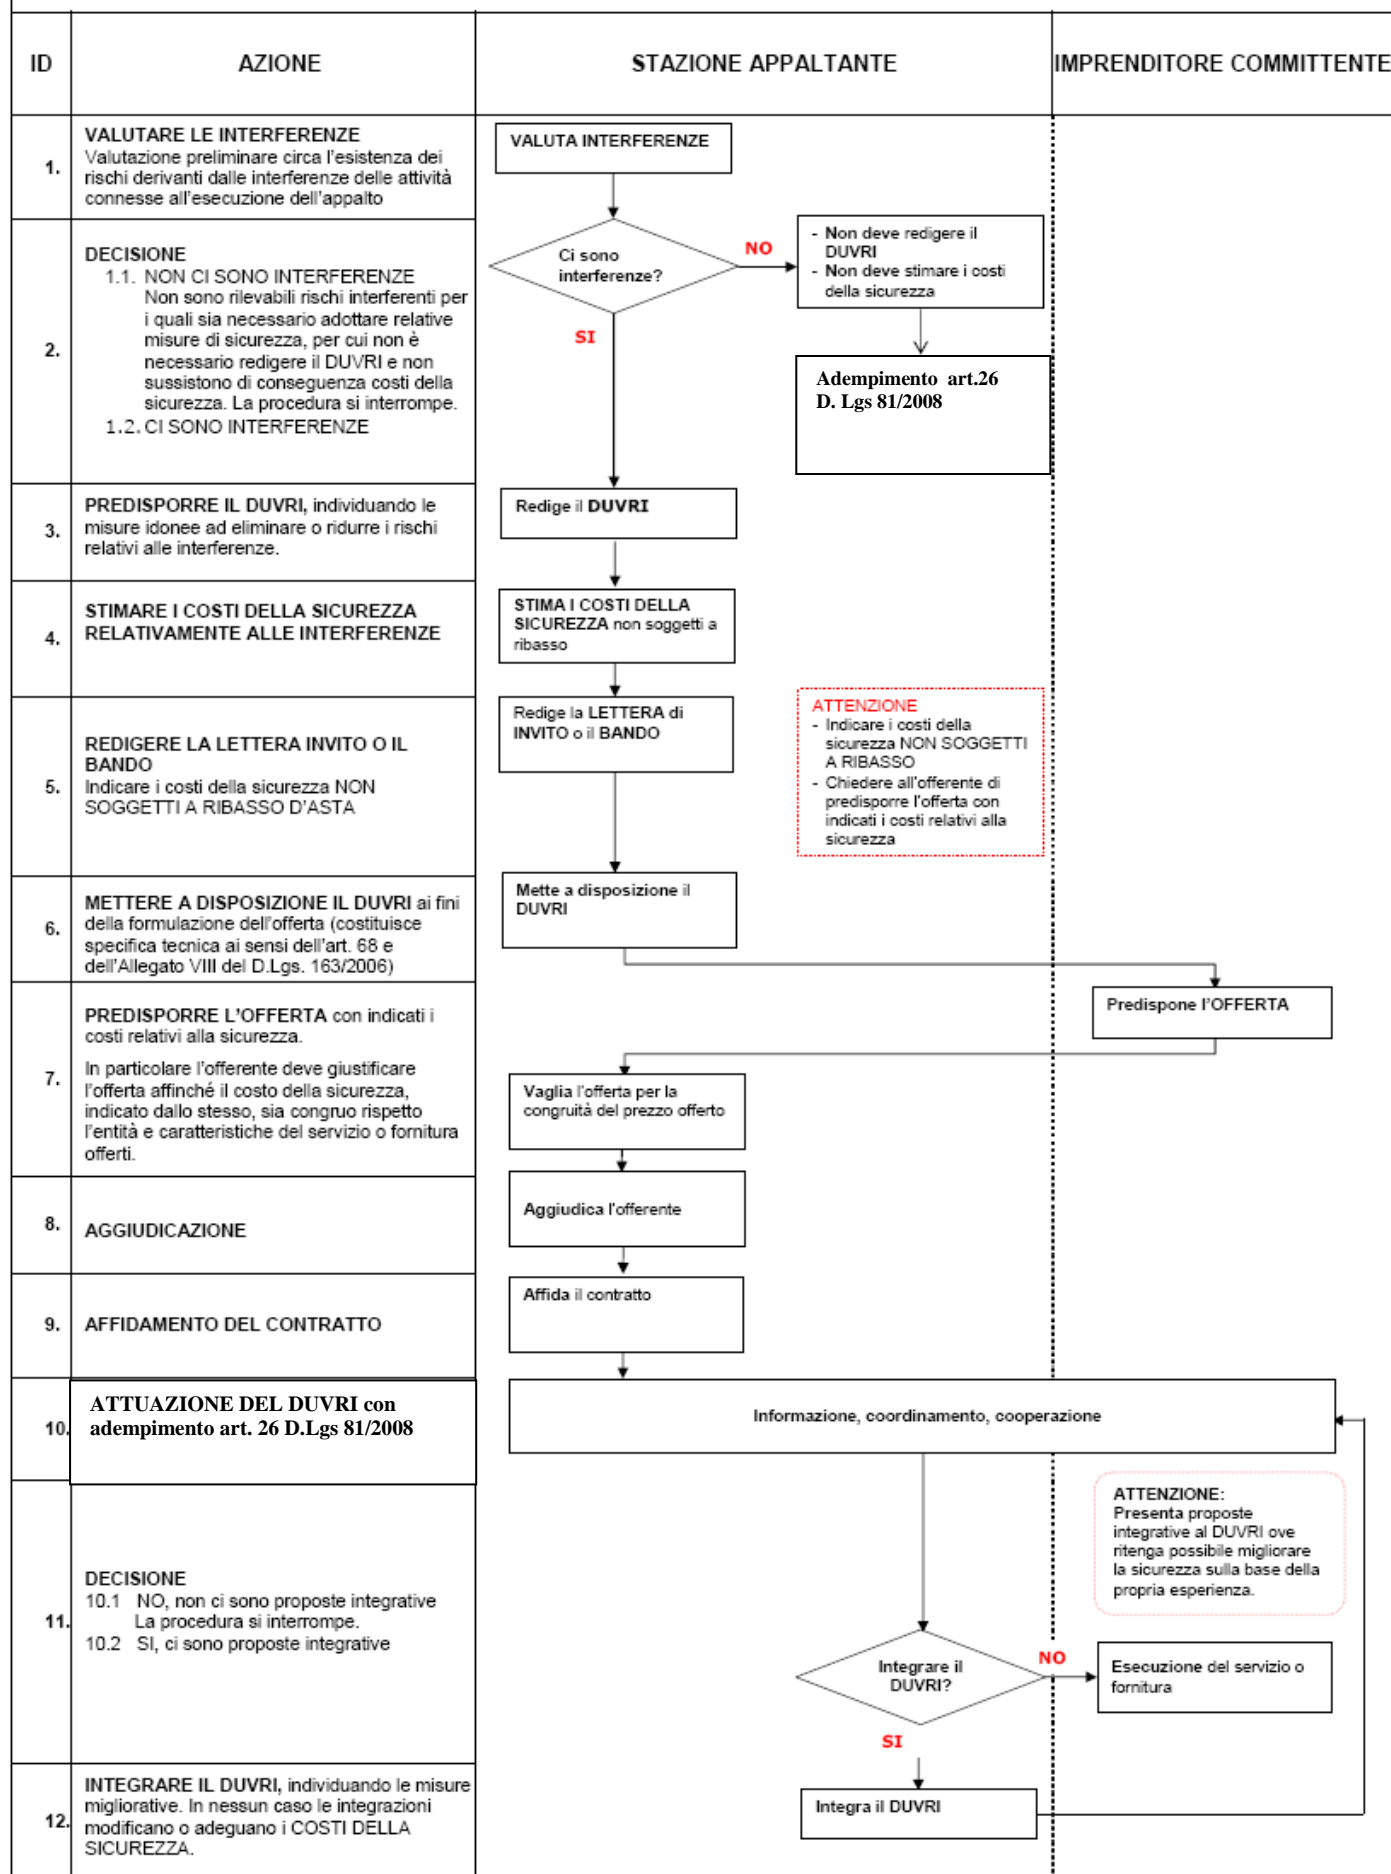 ID
AZIONE
STAZIONE APPALTANTE
IMPRENDITORE COMMITTENTE
1.
VALUTARE LE INTERFERENZE
Valutazione preliminare circa l'esistenza dei
rischi derivanti dalle interferenze delle attività
connesse all'esecuzione dell'appalto
VALUTA INTERFERENZE
2.
DECISIONE
1.1. NON CI SONO INTERFERENZE
Non sono rilevabili rischi interferenti per
i quali sia necessario adottare relative
misure di sicurezza, per cui non è
necessario redigere il DUVRI e non
sussistono di conseguenza costi della
sicurezza. La procedura si interrompe.
1.2. CI SONO INTERFERENZE
Ci sono
interferenze?
NO
SI
- Non deve redigere il
DUVRI
- Non deve stimare i costi
della sicurezza
Adempimento art.26
D. Lgs 81/2008
3.
PREDISPORRE IL DUVRI, individuando le
misure idonee ad eliminare o ridurre i rischi
relativi alle interferenze.
Redige il DUVRI
4.
STIMARE I COSTI DELLA SICUREZZA
RELATIVAMENTE ALLE INTERFERENZE
STIMA I COSTI DELLA
SICUREZZA non soggetti a
ribasso
5.
REDIGERE LA LETTERA INVITO O IL
BANDO
Indicare i costi della sicurezza NON
SOGGETTI A RIBASSO D'ASTA
Redige la LETTERA di
INVITO o il BANDO
ATTENZIONE
- Indicare i costi della
sicurezza NON SOGGETTI
A RIBASSO
- Chiedere all'offerente di
predisporre l'offerta con
indicati i costi relativi alla
sicurezza
6.
METTERE A DISPOSIZIONE IL DUVRI ai fini
della formulazione dell'offerta (costituisce
specifica tecnica ai sensi dell'art. 68 e
dell'Allegato VIII del D.Lgs. 163/2006)
Mette a disposizione il
DUVRI
7.
PREDISPORRE L'OFFERTA con indicati i
costi relativi alla sicurezza.
In particolare l'offerente deve giustificare
l'offerta affinché il costo della sicurezza,
indicato dallo stesso, sia congruo rispetto
l'entità e caratteristiche del servizio o fornitura
offerti.
Predispone l'OFFERTA
Vaglia l'offerta per la
congruità del prezzo offerto
8.
AGGIUDICAZIONE
Aggiudica l'offerente
9.
AFFIDAMENTO DEL CONTRATTO
Affida il contratto
10.
ATTUAZIONE DEL DUVRI con
adempimento art. 26 D.Lgs 81/2008
Informazione, coordinamento, cooperazione
11.
DECISIONE
10.1 NO, non ci sono proposte integrative
La procedura si interrompe.
10.2 SI, ci sono proposte integrative
ATTENZIONE:
Presenta proposte
integrative al DUVRI ove
ritenga possibile migliorare
la sicurezza sulla base della
propria esperienza.
Integrare il
DUVRI?
NO
SI
Esecuzione del servizio o
fornitura
12.
INTEGRARE IL DUVRI, individuando le misure
migliorative. In nessun caso le integrazioni
modificano o adeguano i COSTI DELLA
SICUREZZA.
Integra il DUVRI